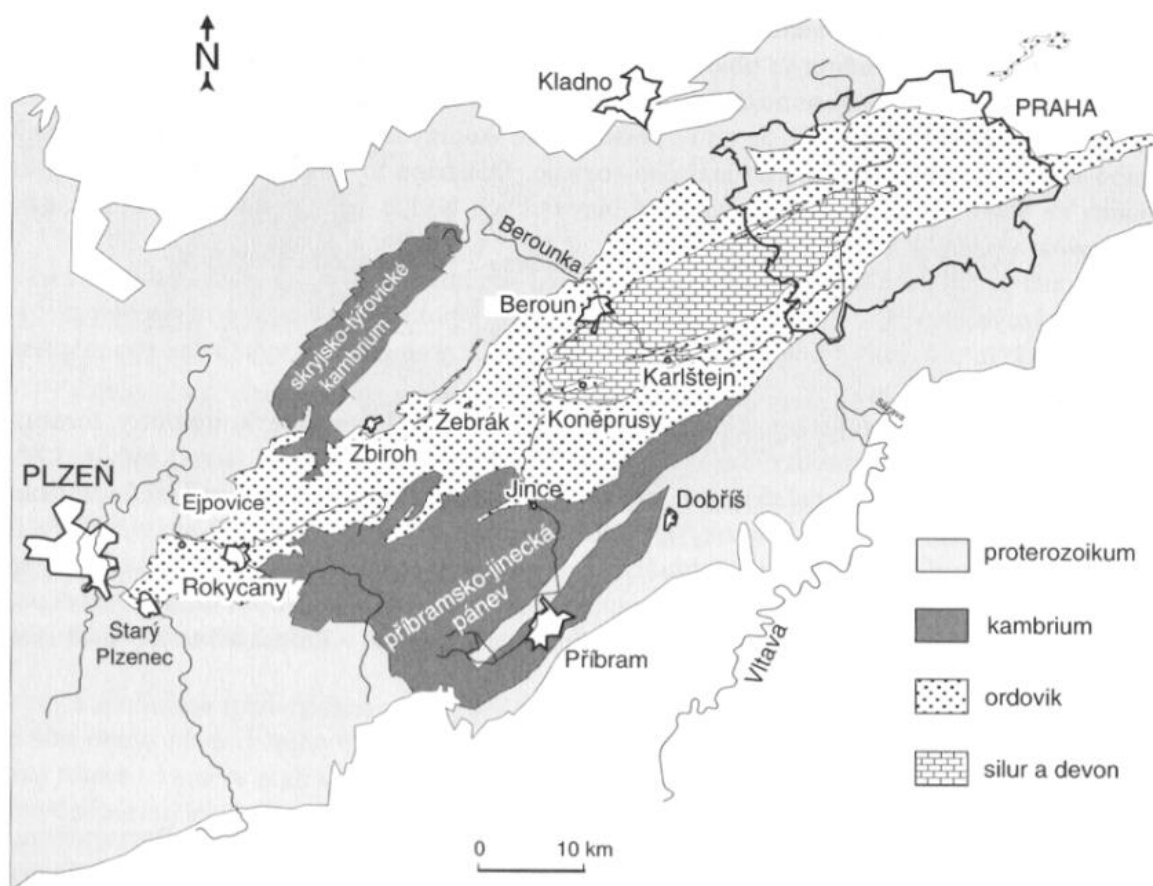 N
Kladno
PRAHA
Berounka
skryjsko-týřovické
kambrium
Beroun
Karlštejn
Žebrák
Koněprusy
Zbiroh
PLZEŇ
Ejpovice
Jince
Dobříš
Rokycany
příbramsko-jinecká
pánev
Starý
Plzenec
Příbram
Vltava
proterozoikum
kambrium
ordovik
silur a devon
0 10 km